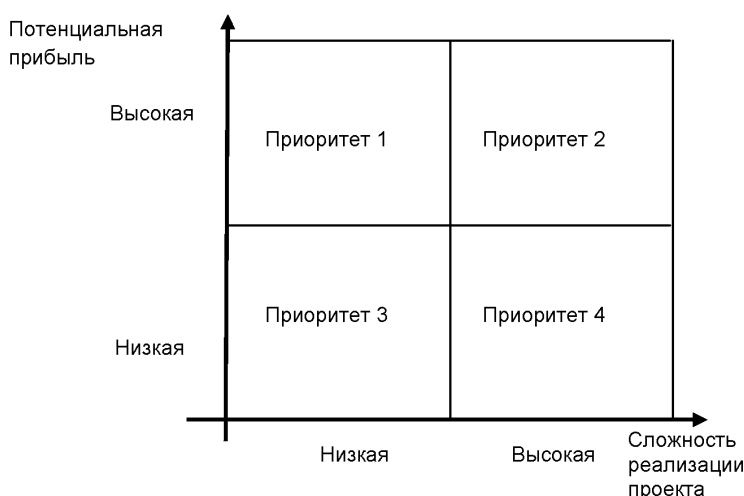 Потенциальная
прибыль
Высокая
Приоритет 1
Приоритет 2
Приоритет 3
Приоритет 4
Низкая
Низкая
Высокая
Сложность
реализации
проекта